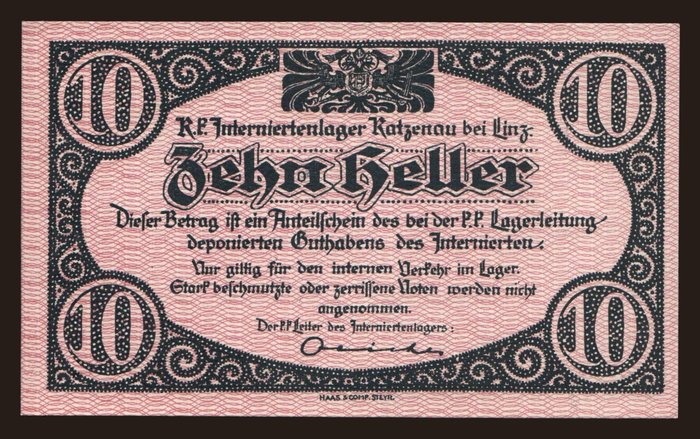 10 10
K.k. Interniertenlager Katzenau bei Linz.
Zehn Heller
Dieser Betrag ist ein Anteilschein des bei der k.k. Lagerleitung
deponierten Guthabens des Internierten.
Nur giltig für den internen Verkehr im Lager.
Stark beschmutzte oder zerrissene Noten werden nicht
angenommen.
Der k.k. Leiter des Interniertenlagers:
10 10
HAAS & COMP. STEYR.